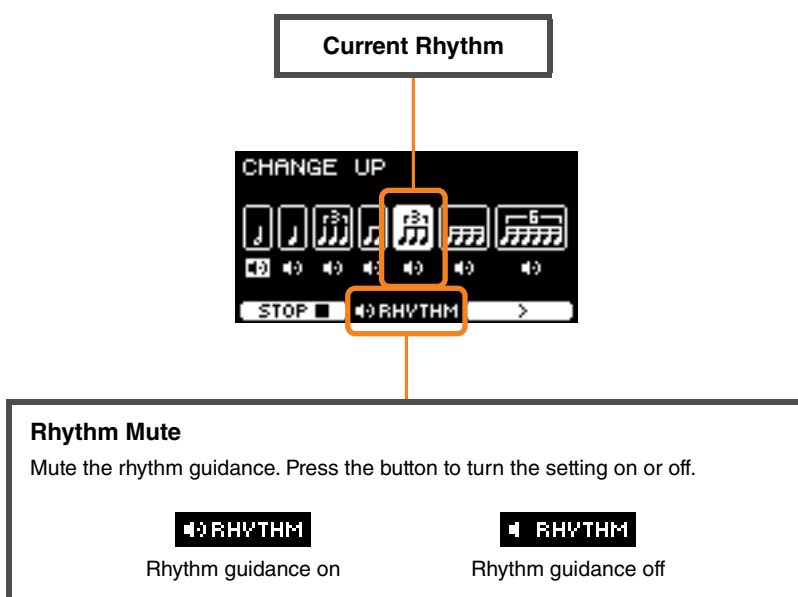 Current Rhythm
CHANGE UP
3 3 6
STOP RHYTHM >
Rhythm Mute
Mute the rhythm guidance. Press the button to turn the setting on or off.
RHYTHM RHYTHM
Rhythm guidance on Rhythm guidance off